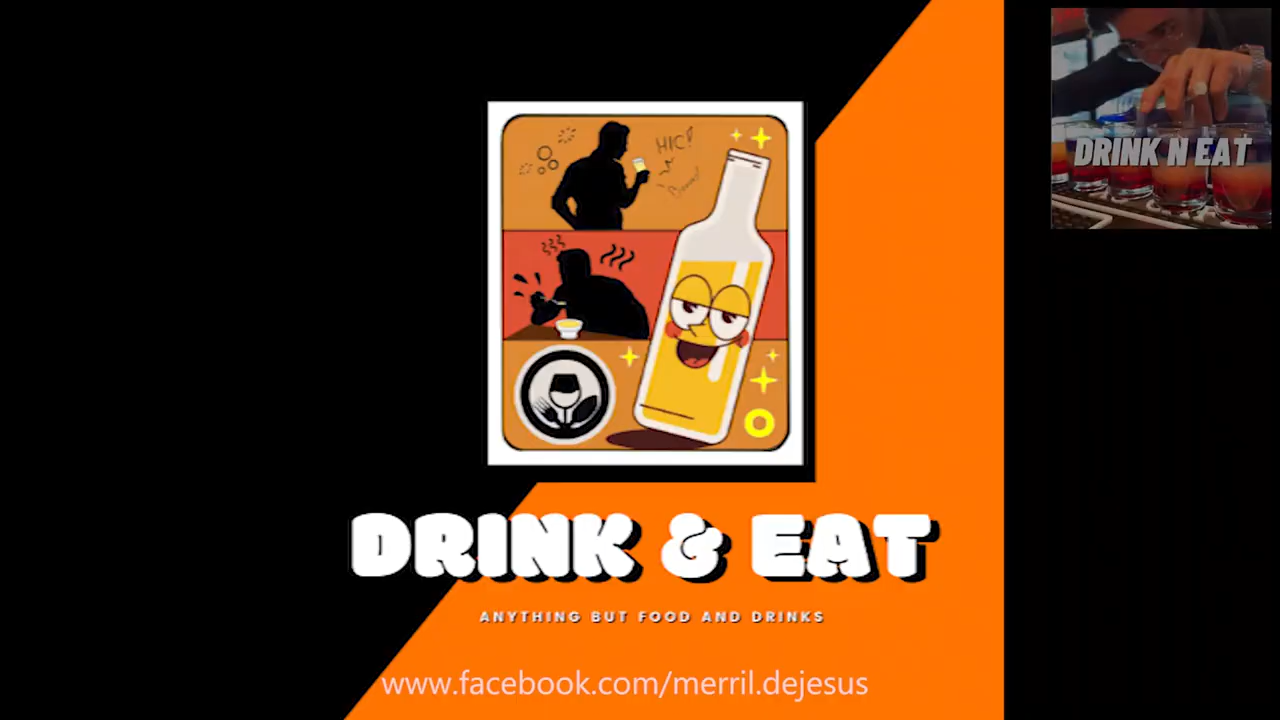 DRINK N EAT
HIC!
DRINK & EAT
ANYTHING BUT FOOD AND DRINKS
www.facebook.com/merril.dejesus